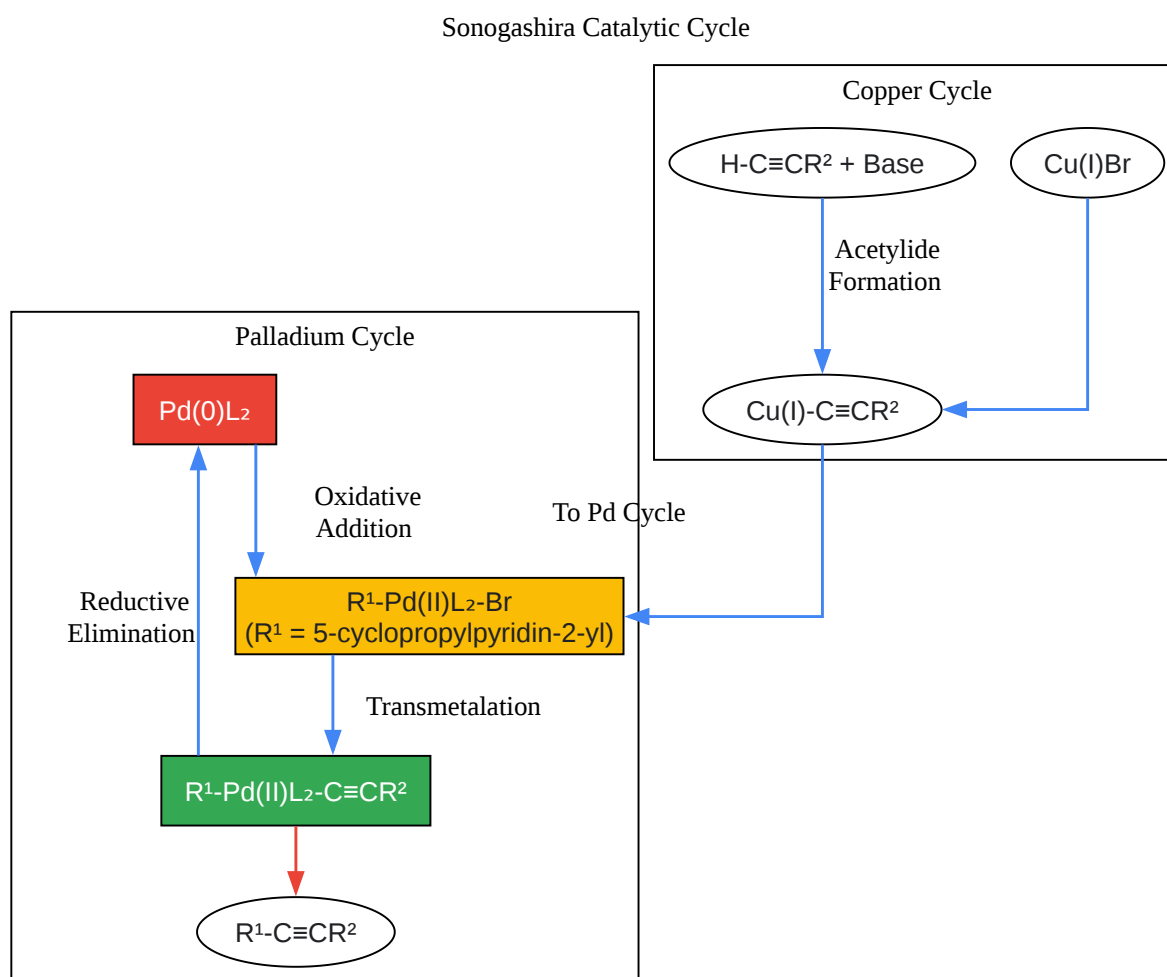 Sonogashira Catalytic Cycle
Copper Cycle
H-C≡CR² + Base
Cu(I)Br
Acetylide
Formation
Cu(I)-C≡CR²
To Pd Cycle
Palladium Cycle
Pd(0)L₂
Oxidative
Addition
Reductive
Elimination
R¹-Pd(II)L₂-Br
(R¹ = 5-cyclopropylpyridin-2-yl)
Transmetalation
R¹-Pd(II)L₂-C≡CR²
R¹-C≡CR²